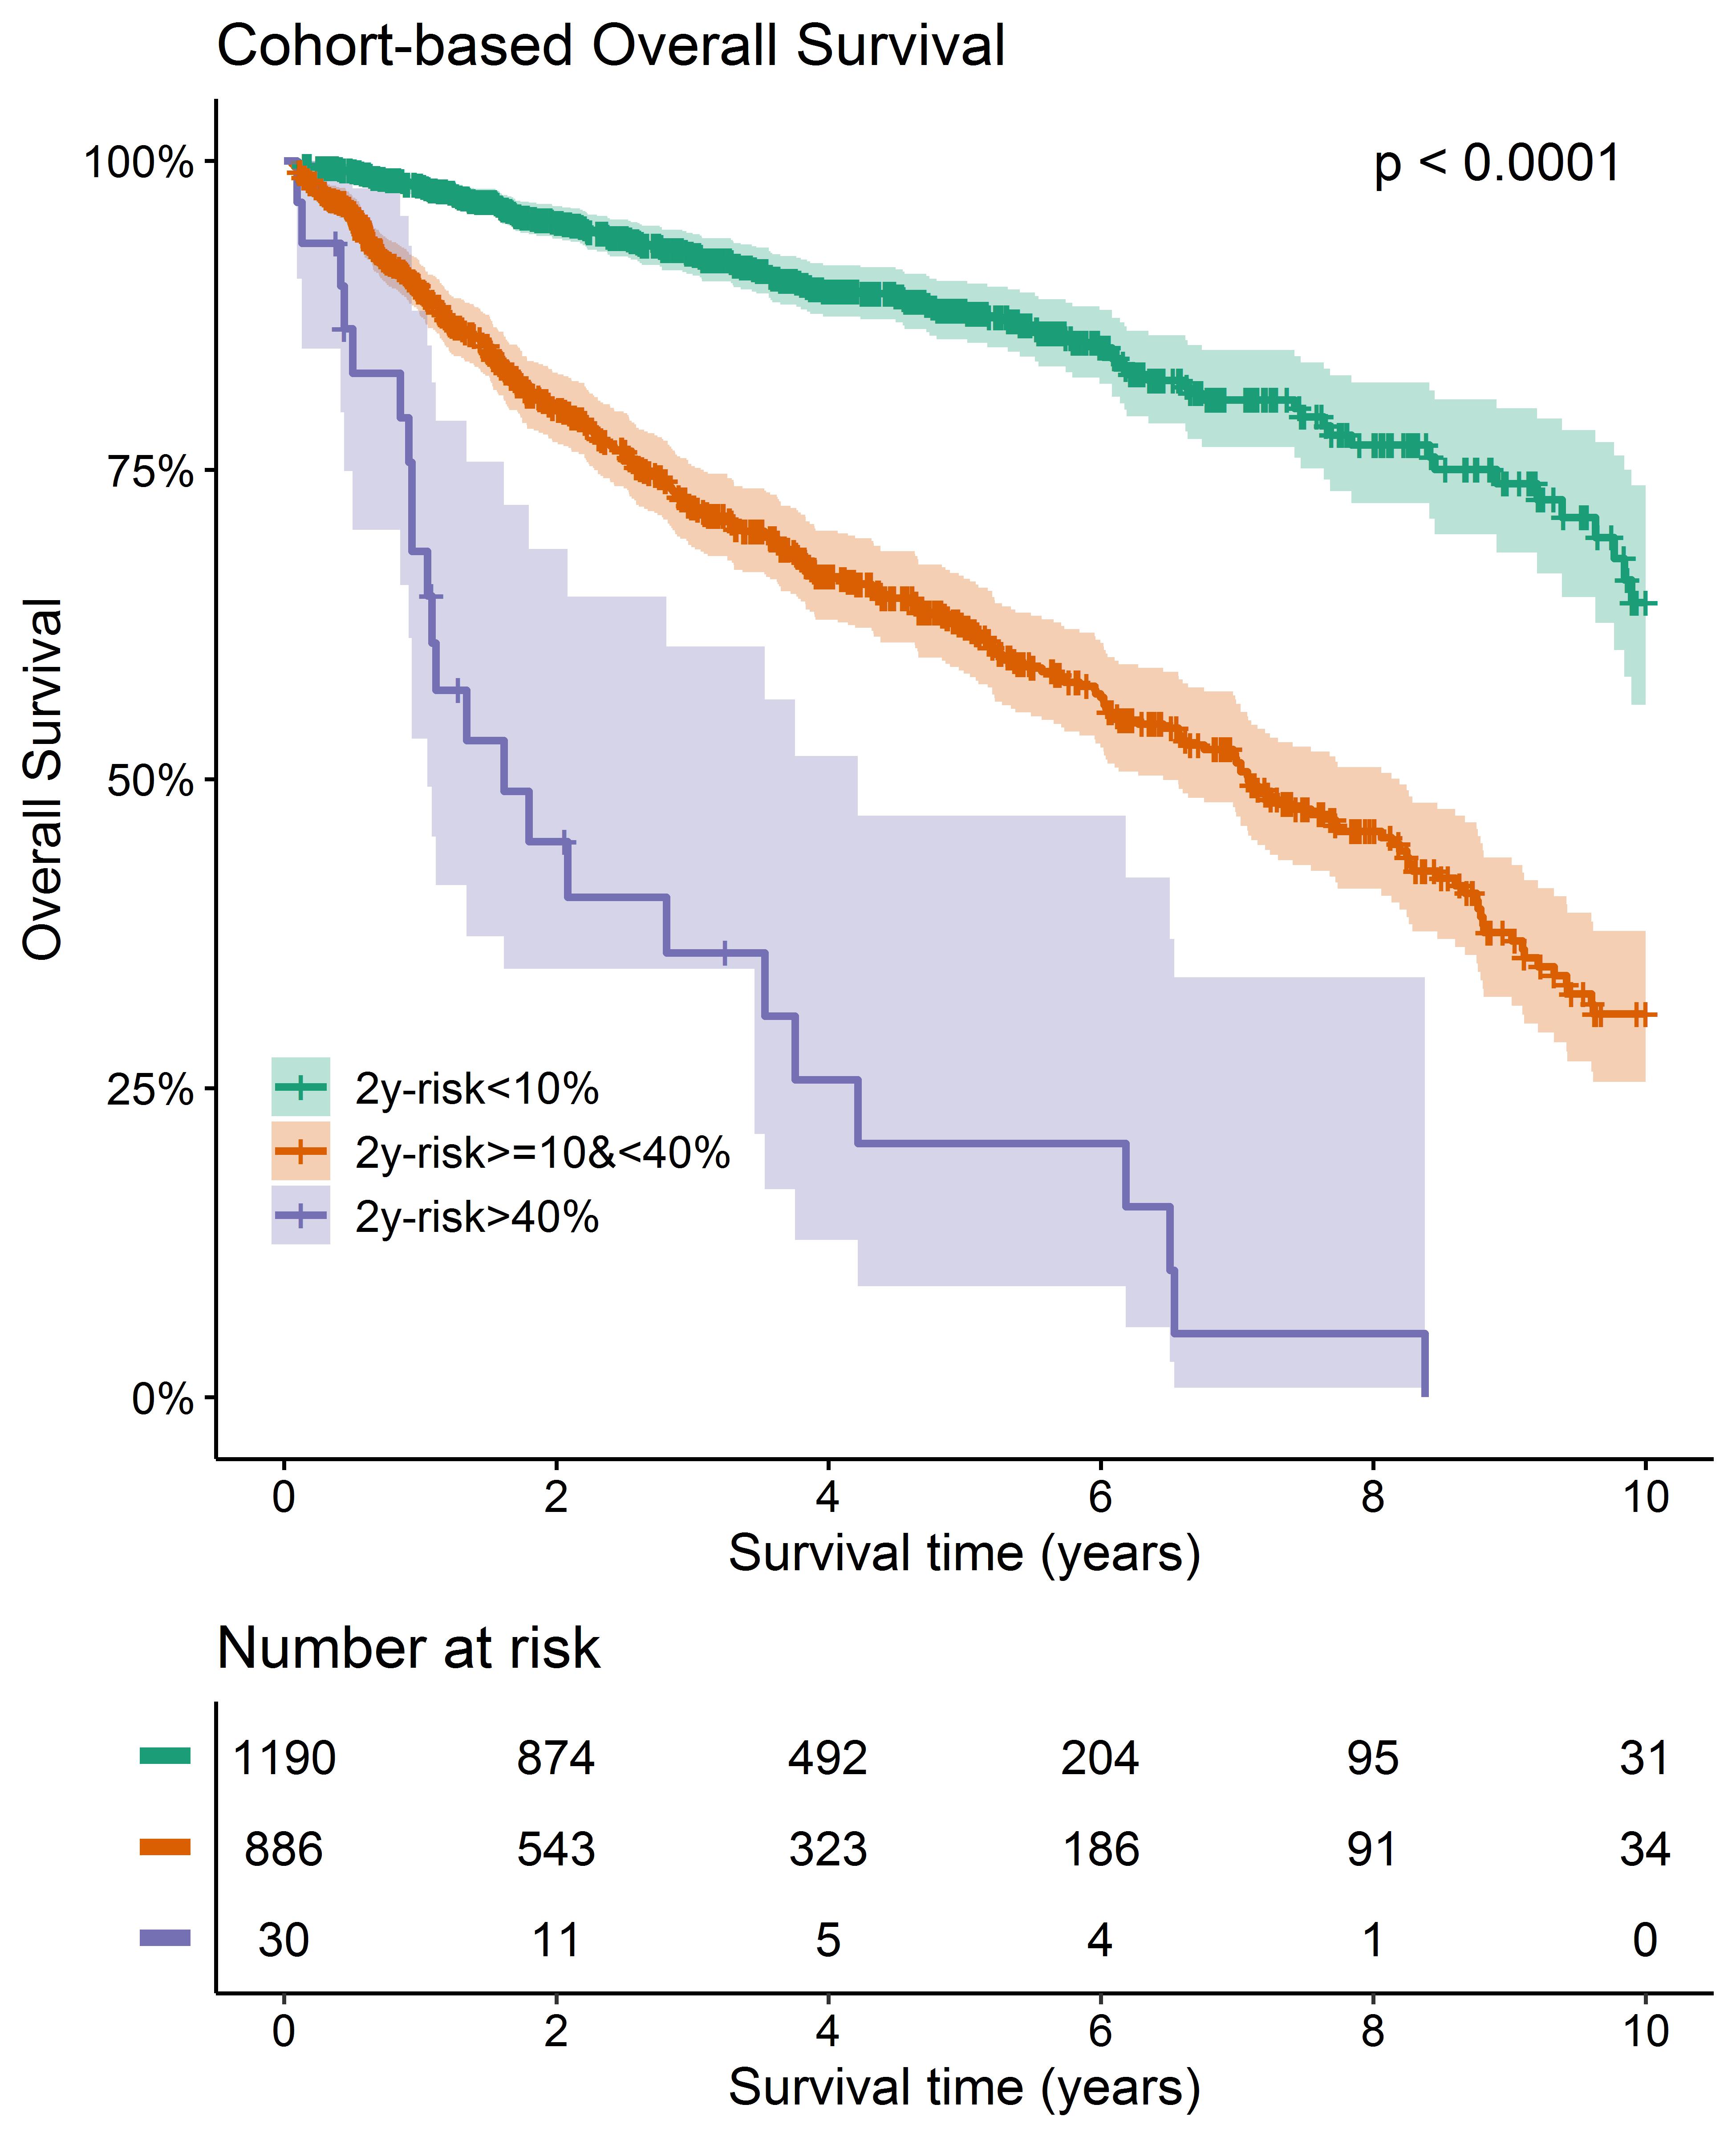 Cohort-based Overall Survival
p < 0.0001
100%
75%
50%
25%
0%
Overall Survival
2y-risk<10%
2y-risk>=10&<40%
2y-risk>40%
0 2 4 6 8 10
Survival time (years)
Number at risk
1190 874 492 204 95 31
886 543 323 186 91 34
30 11 5 4 1 0
0 2 4 6 8 10
Survival time (years)